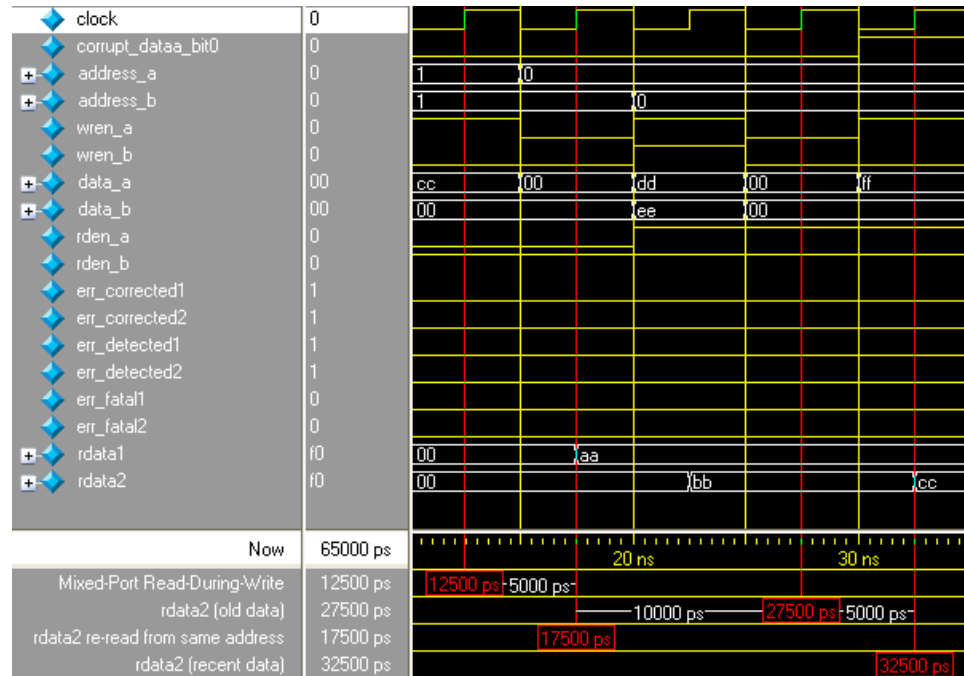 clock 0
corrupt_dataa_bit0 0
address_a 0 1 0
address_b 0 1 0
wren_a 0
wren_b 0
data_a 00 cc 00 dd 00 ff
data_b 00 00 ee 00
rden_a 0
rden_b 0
err_corrected1 1
err_corrected2 1
err_detected1 1
err_detected2 1
err_fatal1 0
err_fatal2 0
rdata1 f0 00 aa
rdata2 f0 00 bb cc
Now 65000 ps 20 ns 30 ns
Mixed-Port Read-During-Write 12500 ps 12500 ps 5000 ps
rdata2 (old data) 27500 ps 10000 ps 27500 ps 5000 ps
rdata2 re-read from same address 17500 ps 17500 ps
rdata2 (recent data) 32500 ps 32500 ps